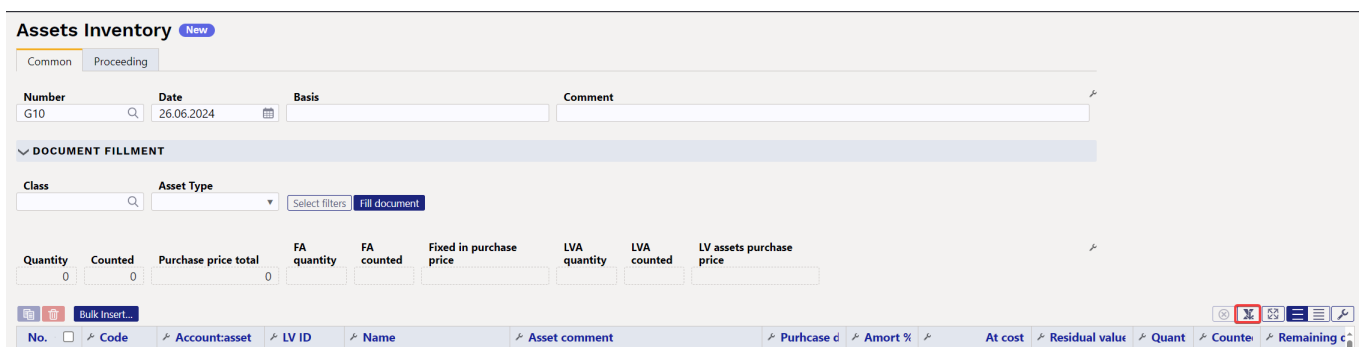 Assets Inventory New
Common Proceeding
Number Date Basis Comment
G10 26.06.2024
DOCUMENT FILLMENT
Class Asset Type
Select filters Fill document
Quantity Counted Purchase price total FA quantity FA counted Fixed in purchase price LVA quantity LVA counted LV assets purchase price
0 0 0
Bulk Insert...
No. Code Account:asset LV ID Name Asset comment Purhcase d Amort % At cost Residual value Quant Counte Remaining